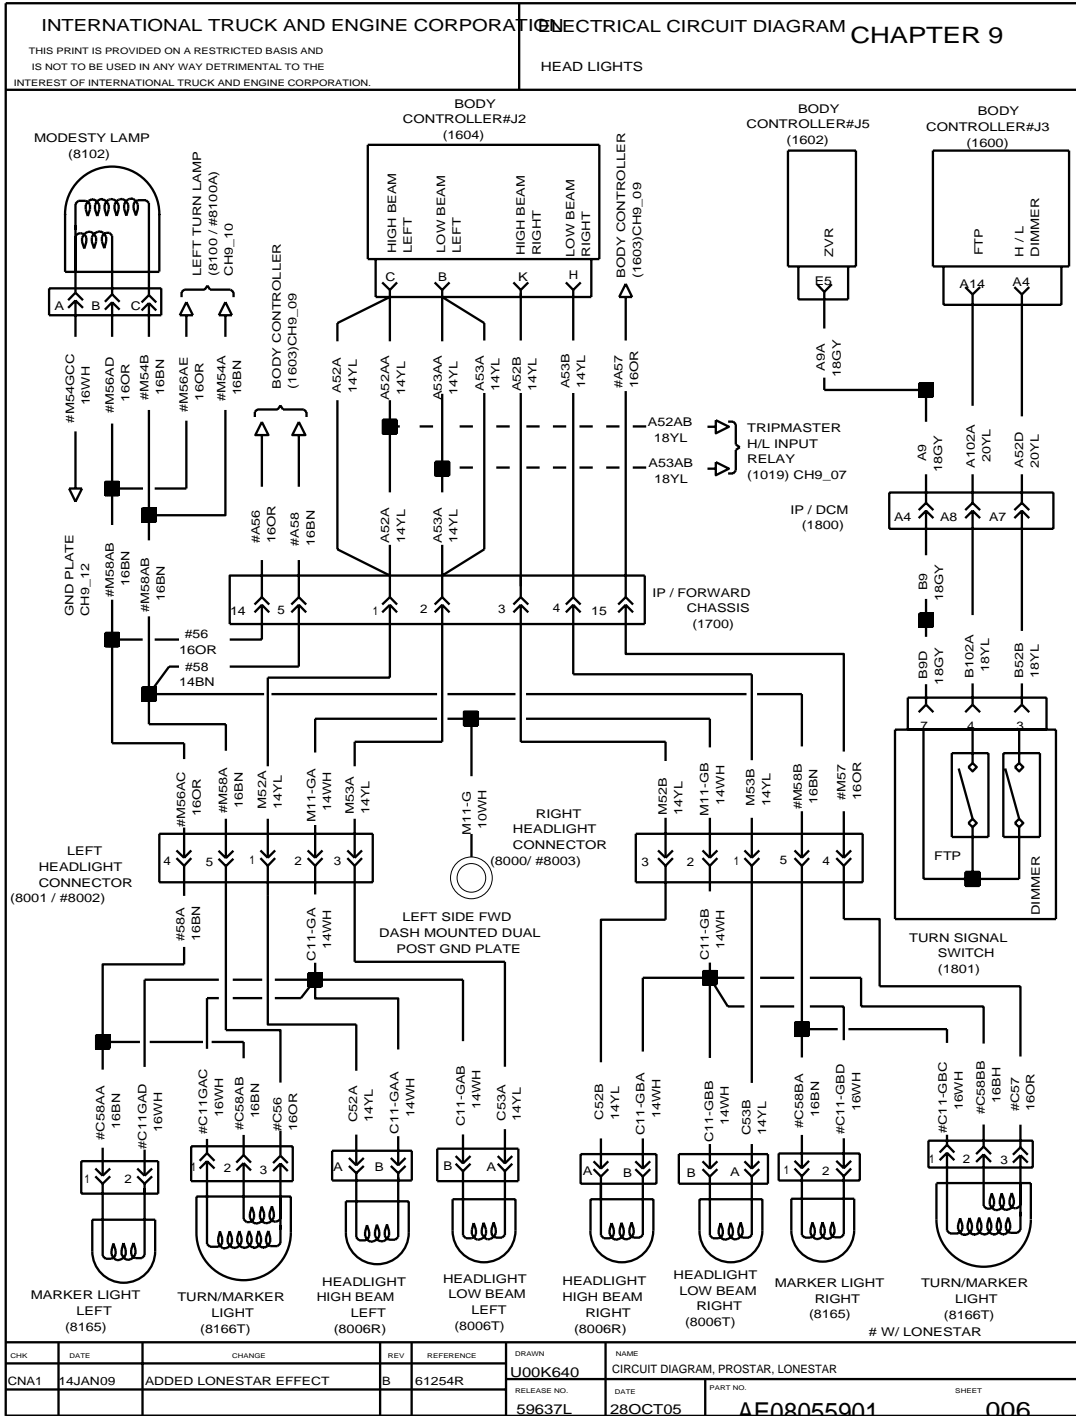 INTERNATIONAL TRUCK AND ENGINE CORPORATION
THIS PRINT IS PROVIDED ON A RESTRICTED BASIS AND
IS NOT TO BE USED IN ANY WAY DETRIMENTAL TO THE
INTEREST OF INTERNATIONAL TRUCK AND ENGINE CORPORATION.
ELECTRICAL CIRCUIT DIAGRAM
CHAPTER 9
HEAD LIGHTS
MODESTY LAMP
(8102)
A B C
#M54GCC
16WH
#M56AD
16OR
#M54B
16BN
#M56AE
16OR
#M54A
16BN
LEFT TURN LAMP
(8100 / #8100A)
CH9_10
BODY CONTROLLER
(1603)CH9_09
GND PLATE
CH9_12
#M58AB
16BN
#M58AB
16BN
#A56
16OR
#A58
16BN
BODY
CONTROLLER#J2
(1604)
HIGH BEAM
LEFT
LOW BEAM
LEFT
HIGH BEAM
RIGHT
LOW BEAM
RIGHT
C B K H
BODY CONTROLLER
(1603)CH9_09
A52A
14YL
A52AA
14YL
A53AA
14YL
A53A
14YL
A52B
14YL
A53B
14YL
#A57
16OR
A52AB
18YL
A53AB
18YL
TRIPMASTER
H/L INPUT
RELAY
(1019) CH9_07
A52A
14YL
A53A
14YL
BODY
CONTROLLER#J5
(1602)
ZVR
E5
A9A
18GY
BODY
CONTROLLER#J3
(1600)
FTP
H / L
DIMMER
A14 A4
A9
18GY
A102A
20YL
A52D
20YL
IP / DCM
(1800)
A4 A8 A7
B9
18GY
B9D
18GY
B102A
18YL
B52B
18YL
7 4 3
FTP
DIMMER
TURN SIGNAL
SWITCH
(1801)
14 5 1 2 3 4 15
IP / FORWARD
CHASSIS
(1700)
#56
16OR
#58
14BN
#M56AC
16OR
#M58A
16BN
M52A
14YL
M11-GA
14WH
M53A
14YL
M11-G
10WH
M52B
14YL
M11-GB
14WH
M53B
14YL
#M58B
16BN
#M57
16OR
LEFT
HEADLIGHT
CONNECTOR
(8001 / #8002)
4 5 1 2 3
RIGHT
HEADLIGHT
CONNECTOR
(8000/ #8003)
3 2 1 5 4
LEFT SIDE FWD
DASH MOUNTED DUAL
POST GND PLATE
#58A
16BN
C11-GA
14WH
C11-GB
14WH
#C58AA
16BN
#C11GAD
16WH
#C11GAC
16WH
#C58AB
16BN
#C56
16OR
C52A
14YL
C11-GAA
14WH
C11-GAB
14WH
C53A
14YL
C52B
14YL
C11-GBA
14WH
C11-GBB
14WH
C53B
14YL
#C58BA
16BN
#C11-GBD
16WH
#C11-GBC
16WH
#C58BB
16BH
#C57
16OR
1 2
1 2 3
A B
B A
A B
B A
1 2
1 2 3
MARKER LIGHT
LEFT
(8165)
TURN/MARKER
LIGHT
(8166T)
HEADLIGHT
HIGH BEAM
LEFT
(8006R)
HEADLIGHT
LOW BEAM
LEFT
(8006T)
HEADLIGHT
HIGH BEAM
RIGHT
(8006R)
HEADLIGHT
LOW BEAM
RIGHT
(8006T)
MARKER LIGHT
RIGHT
(8165)
TURN/MARKER
LIGHT
(8166T)
# W/ LONESTAR
CHK DATE CHANGE REV REFERENCE
CNA1 14JAN09 ADDED LONESTAR EFFECT B 61254R
DRAWN
U00K640
NAME
CIRCUIT DIAGRAM, PROSTAR, LONESTAR
RELEASE NO.
59637L
DATE
28OCT05
PART NO.
AE08055901
SHEET
006